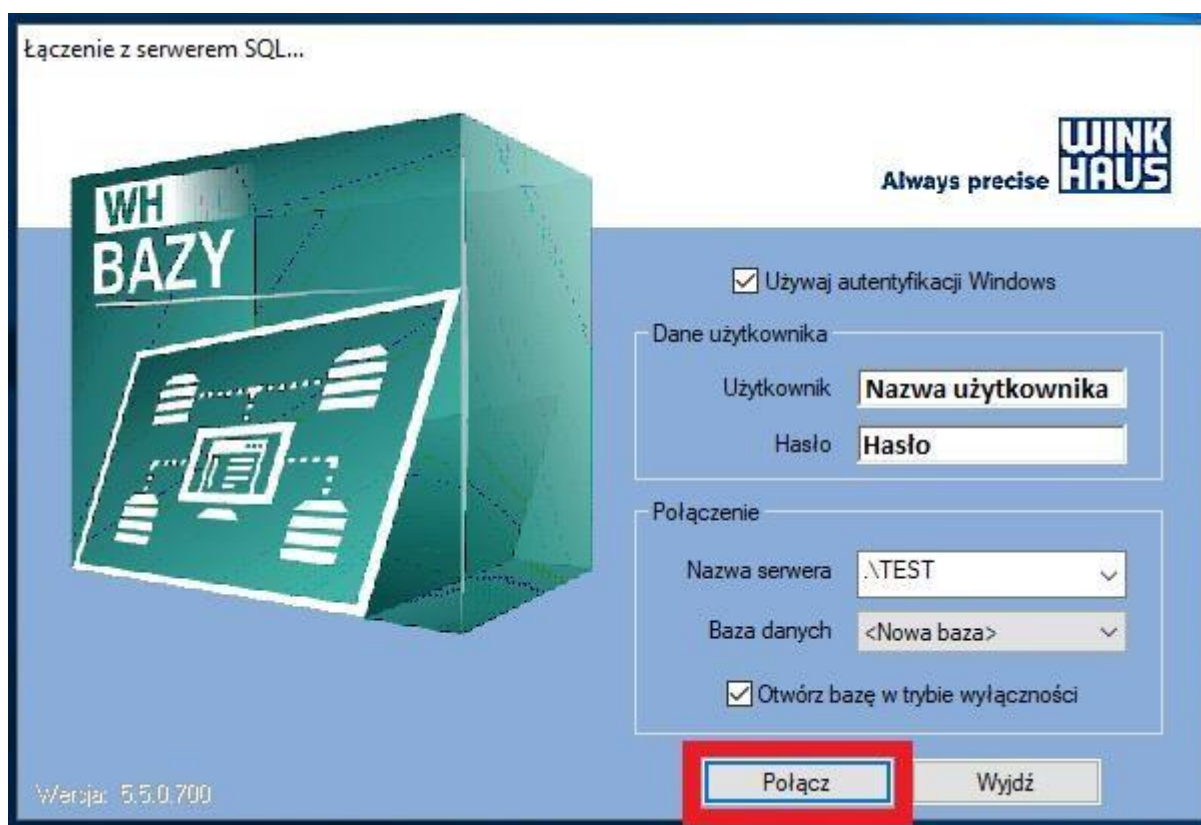 Łączenie z serwerem SQL...
WINK
HAUS
Always precise
WH
BAZY
Używaj autentyfikacji Windows
Dane użytkownika
Użytkownik Nazwa użytkownika
Hasło Hasło
Połączenie
Nazwa serwera .\TEST
Baza danych <Nowa baza>
Otwórz bazę w trybie wyłączności
Połącz Wyjdź
Wersja: 5.5.0.700